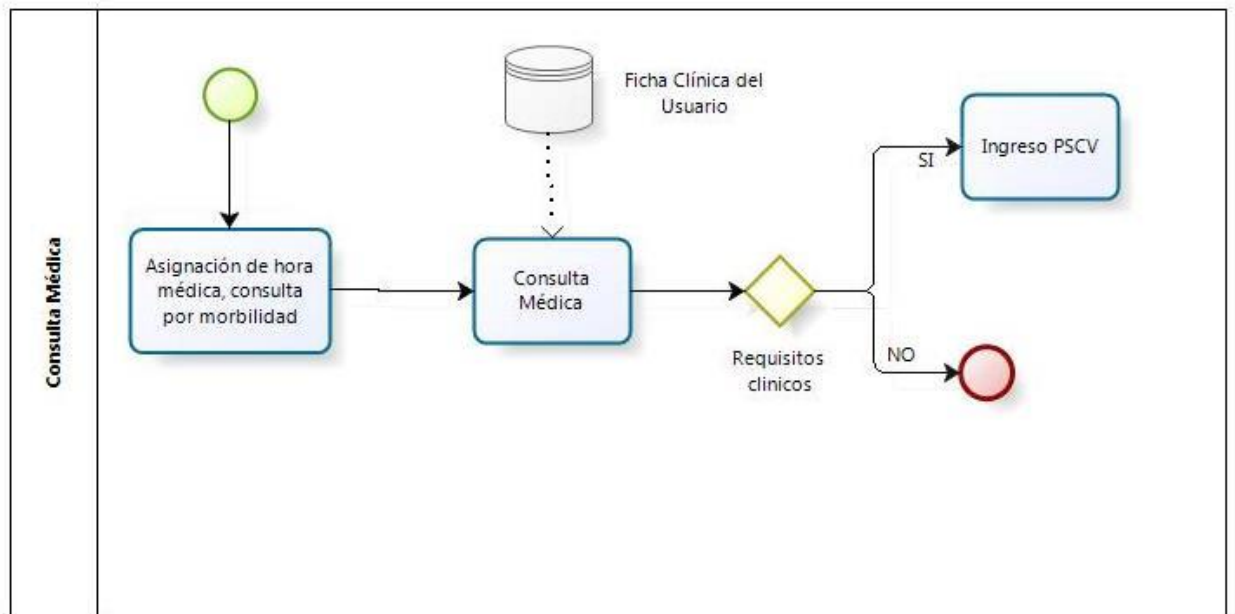 Consulta Médica
Ficha Clínica del
Usuario
Asignación de hora
médica, consulta
por morbilidad
Consulta
Médica
Requisitos
clinicos
SI
Ingreso PSCV
NO